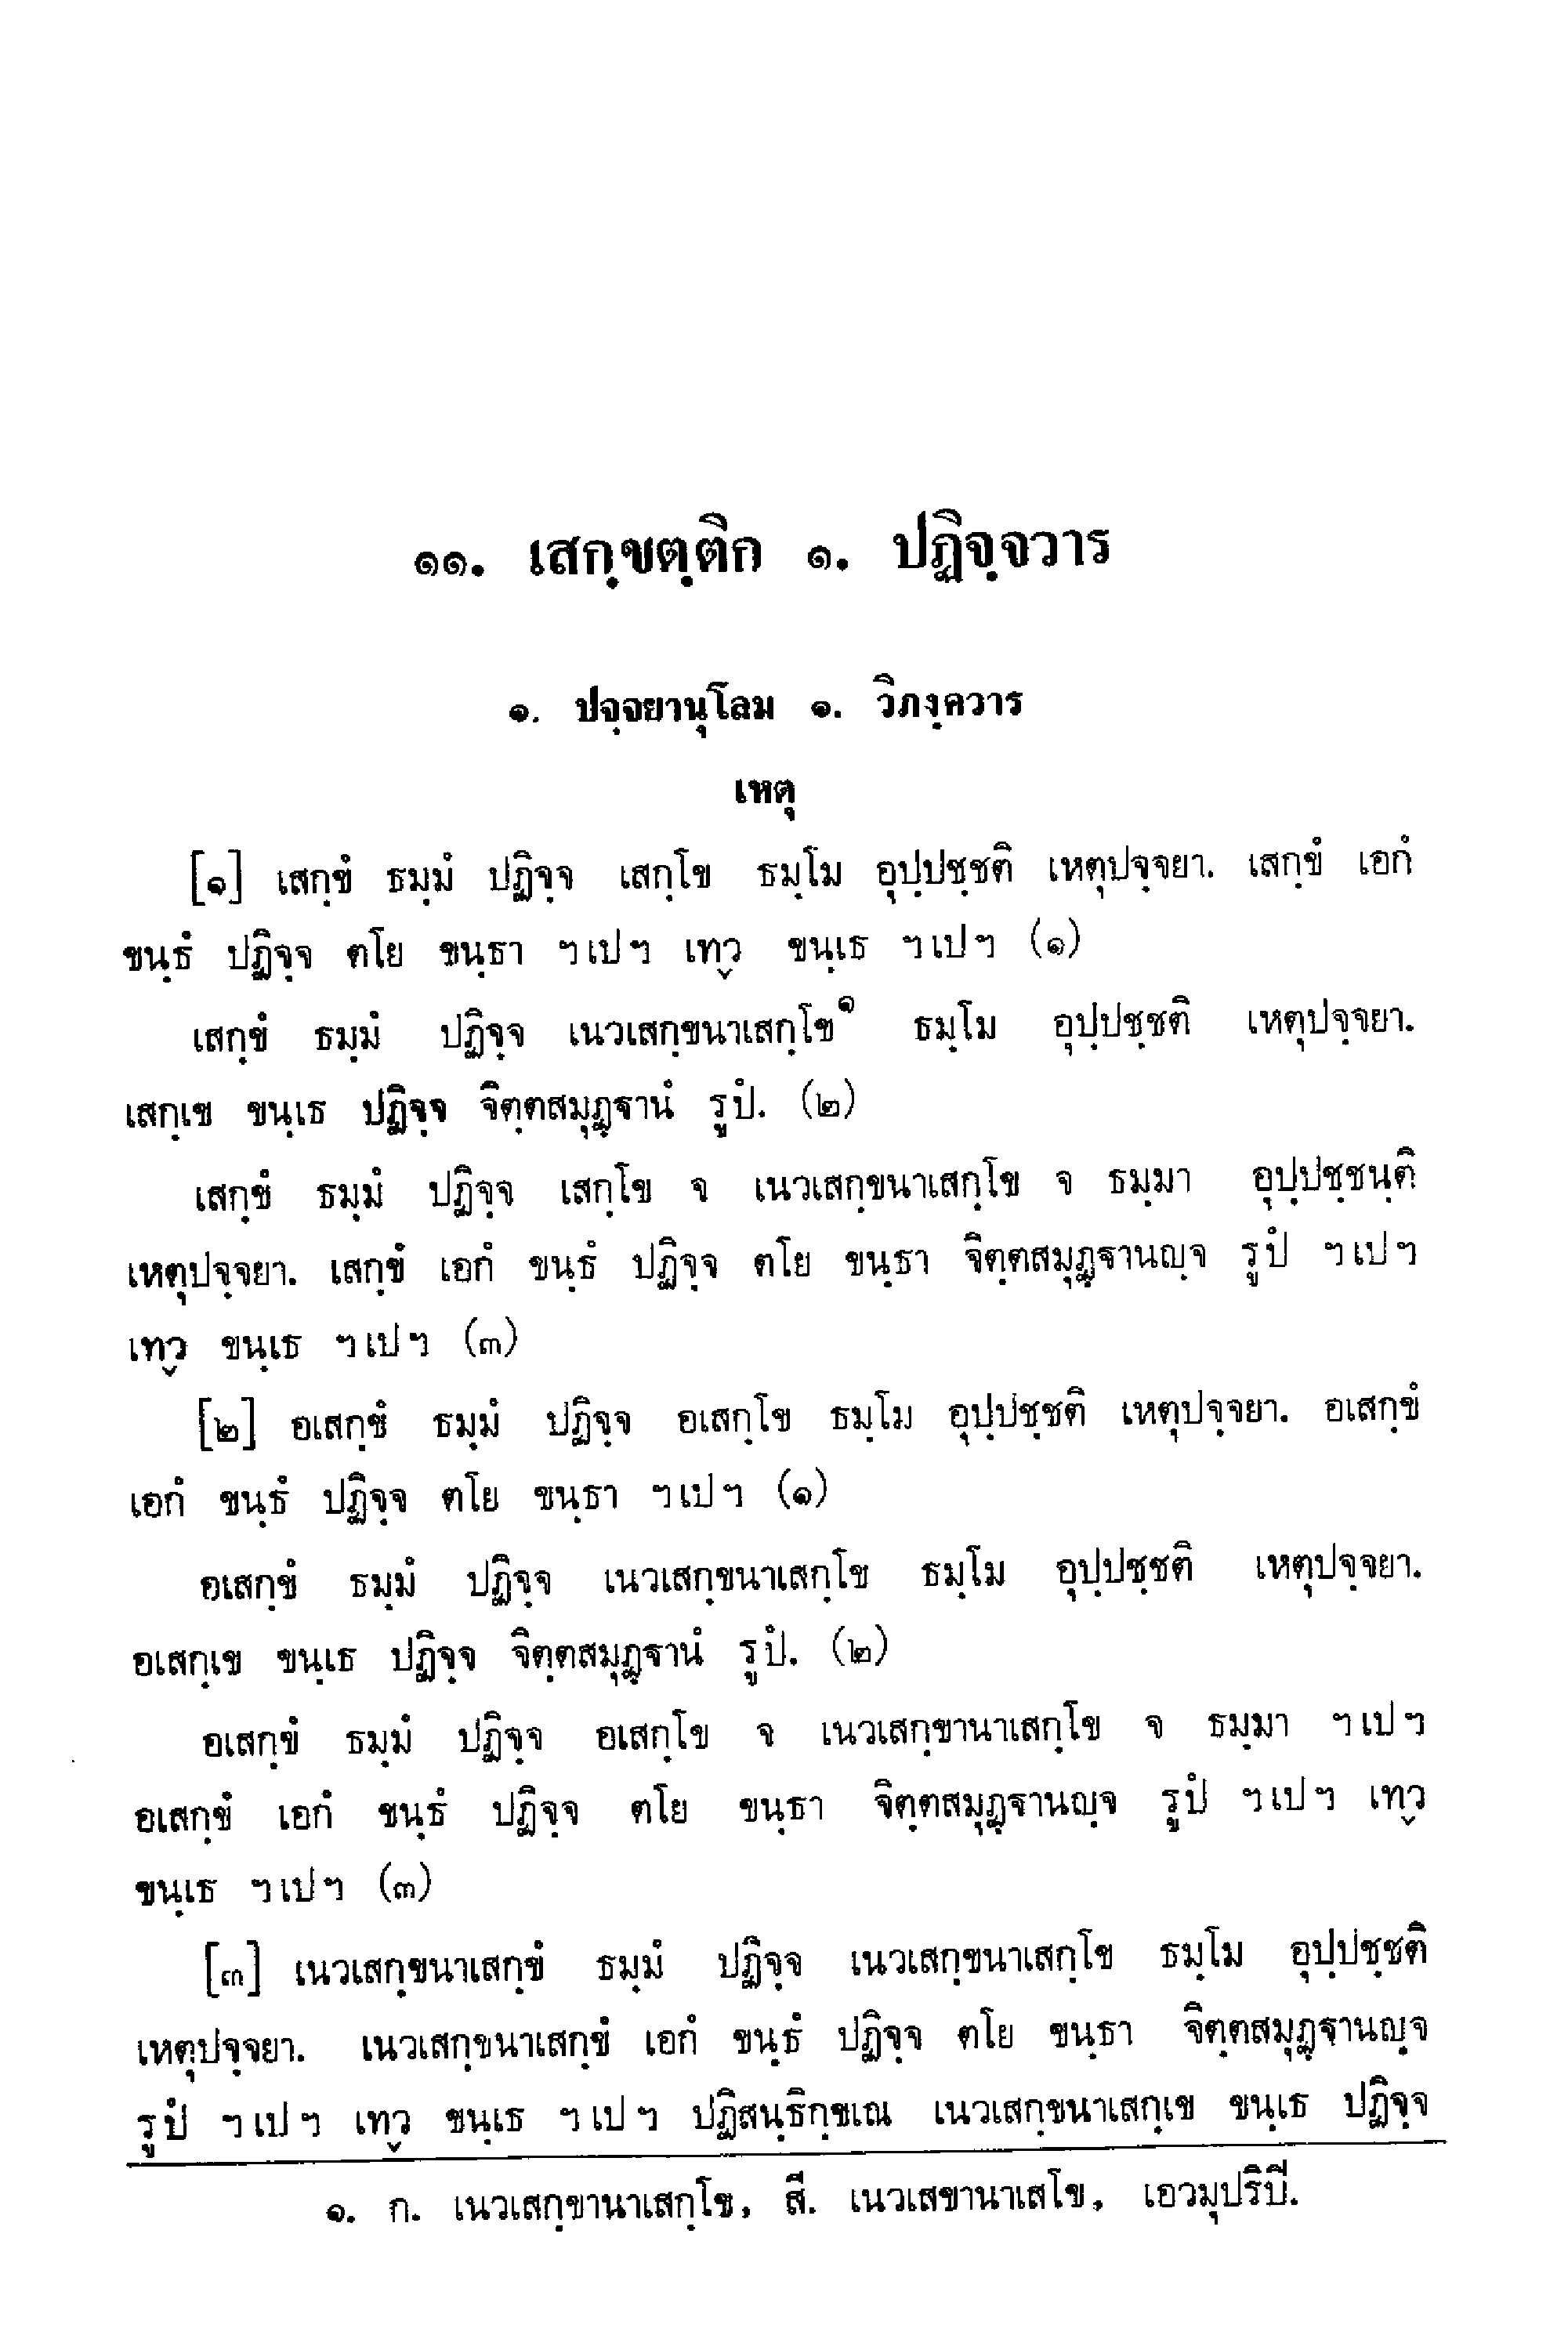 ๑๑. เสกฺขตฺติก ๑. ปฏิจฺจวาร
๑. ปจฺจยานุโลม ๑. วิภงฺควาร
เหตุ
[๑] เสกฺขํ ธมฺมํ ปฏิจฺจ เสกฺโข ธมฺโม อุปฺปชฺชติ เหตุปจฺจยา. เสกฺขํ เอกํ
ขนฺธํ ปฏิจฺจ ตโย ขนฺธา ฯ เป ฯ เทฺว ขนฺเธ ฯ เป ฯ (๑)
เสกฺขํ ธมฺมํ ปฏิจฺจ เนวเสกฺขนาเสกฺโข๑ ธมฺโม อุปฺปชฺชติ เหตุปจฺจยา.
เสกฺเข ขนฺเธ ปฏิจฺจ จิตฺตสมุฏฺฐานํ รูปํ. (๒)
เสกฺขํ ธมฺมํ ปฏิจฺจ เสกฺโข จ เนวเสกฺขนาเสกฺโข จ ธมฺมา อุปฺปชฺชนฺติ
เหตุปจฺจยา. เสกฺขํ เอกํ ขนฺธํ ปฏิจฺจ ตโย ขนฺธา จิตฺตสมุฏฺฐานญฺจ รูปํ ฯ เป ฯ
เทฺว ขนฺเธ ฯ เป ฯ (๓)
[๒] อเสกฺขํ ธมฺมํ ปฏิจฺจ อเสกฺโข ธมฺโม อุปฺปชฺชติ เหตุปจฺจยา. อเสกฺขํ
เอกํ ขนฺธํ ปฏิจฺจ ตโย ขนฺธา ฯ เป ฯ (๑)
อเสกฺขํ ธมฺมํ ปฏิจฺจ เนวเสกฺขนาเสกฺโข ธมฺโม อุปฺปชฺชติ เหตุปจฺจยา.
อเสกฺเข ขนฺเธ ปฏิจฺจ จิตฺตสมุฏฺฐานํ รูปํ. (๒)
อเสกฺขํ ธมฺมํ ปฏิจฺจ อเสกฺโข จ เนวเสกฺขานาเสกฺโข จ ธมฺมา ฯ เป ฯ
อเสกฺขํ เอกํ ขนฺธํ ปฏิจฺจ ตโย ขนฺธา จิตฺตสมุฏฺฐานญฺจ รูปํ ฯ เป ฯ เทฺว
ขนฺเธ ฯ เป ฯ (๓)
[๓] เนวเสกฺขนาเสกฺขํ ธมฺมํ ปฏิจฺจ เนวเสกฺขนาเสกฺโข ธมฺโม อุปฺปชฺชติ
เหตุปจฺจยา. เนวเสกฺขนาเสกฺขํ เอกํ ขนฺธํ ปฏิจฺจ ตโย ขนฺธา จิตฺตสมุฏฺฐานญฺจ
รูปํ ฯ เป ฯ เทฺว ขนฺเธ ฯ เป ฯ ปฏิสนฺธิกฺขเณ เนวเสกฺขนาเสกฺเข ขนฺเธ ปฏิจฺจ
๑. ก. เนวเสกฺขานาเสกฺโข, สี. เนวเสขานาเสโข, เอวมุปริปี.